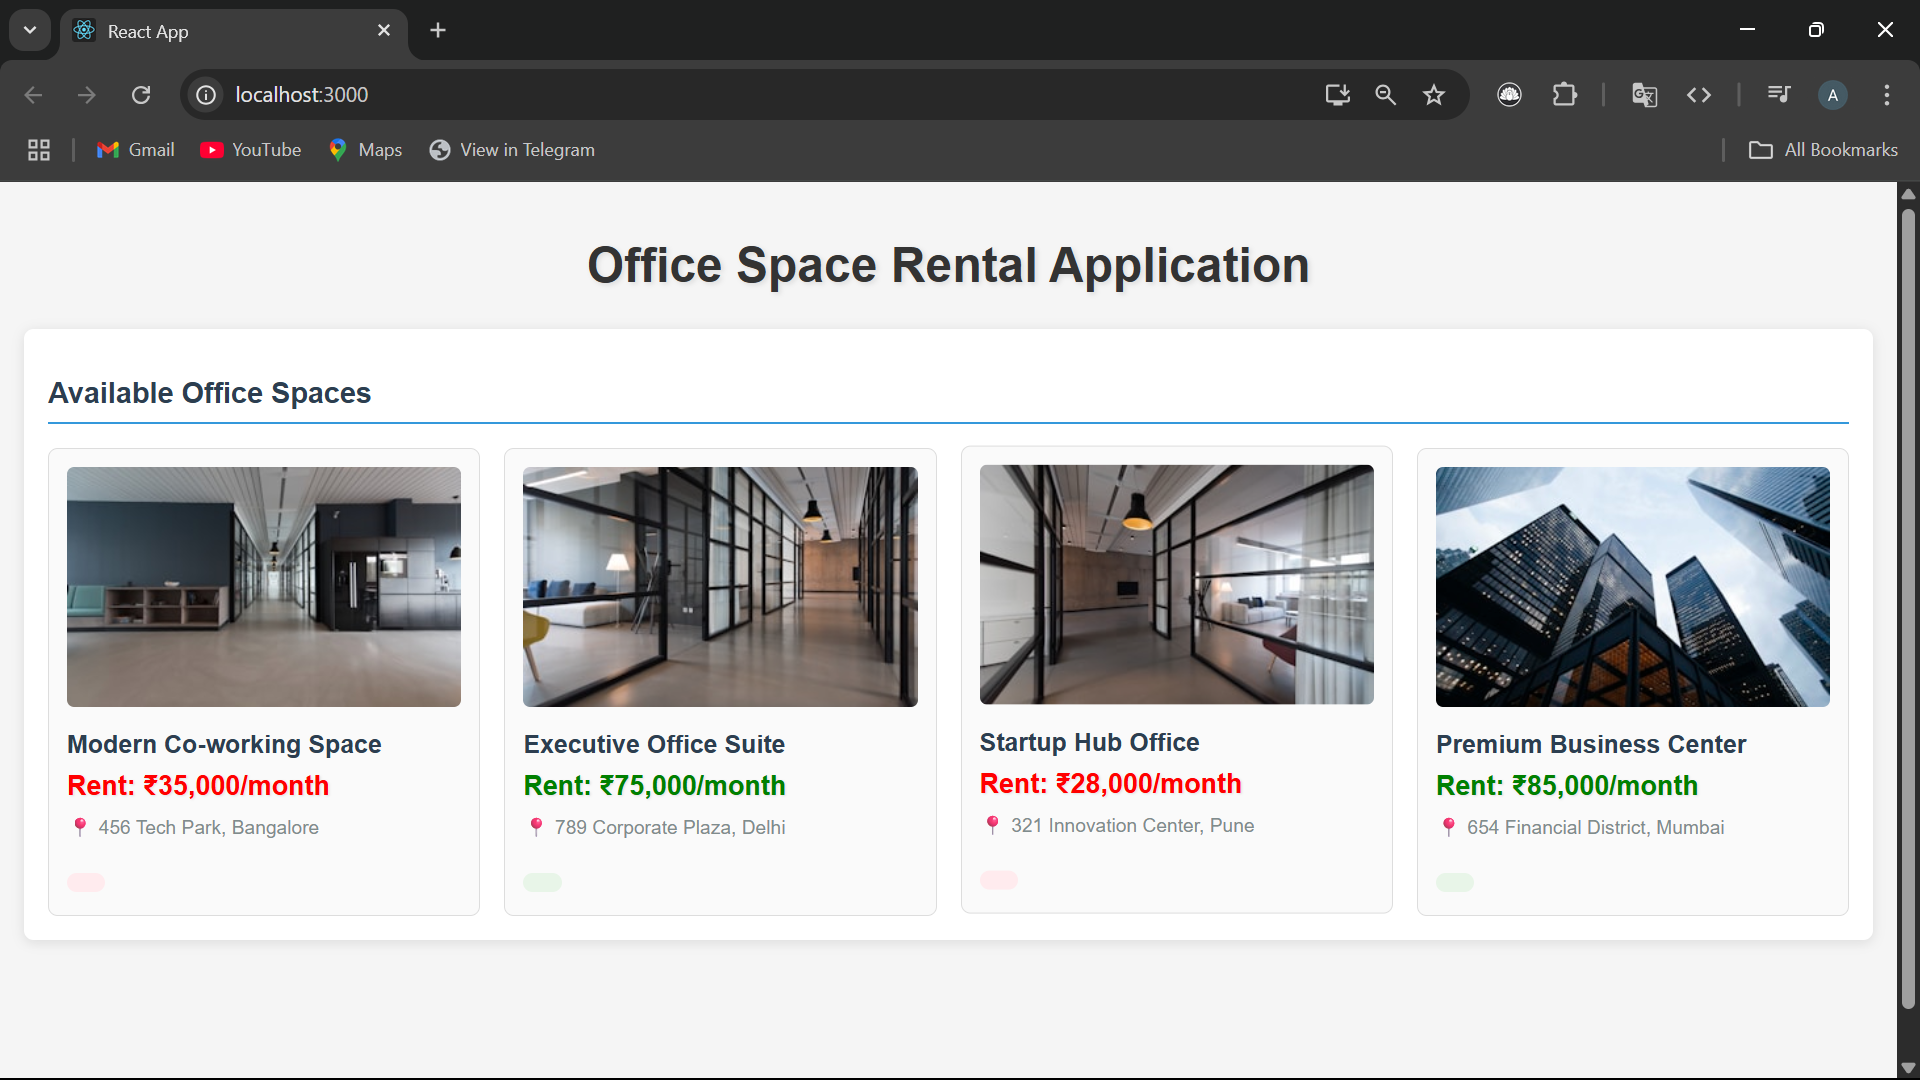 React App
localhost:3000
A
Gmail
YouTube
Maps
View in Telegram
All Bookmarks
Office Space Rental Application
Available Office Spaces
Modern Co-working Space
Rent: ₹35,000/month
📍 456 Tech Park, Bangalore
Executive Office Suite
Rent: ₹75,000/month
📍 789 Corporate Plaza, Delhi
Startup Hub Office
Rent: ₹28,000/month
📍 321 Innovation Center, Pune
Premium Business Center
Rent: ₹85,000/month
📍 654 Financial District, Mumbai